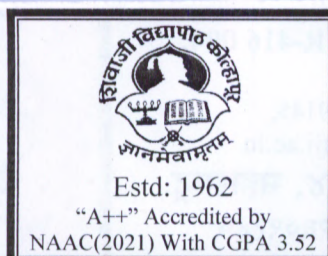 शिवाजी विद्यापीठ कोल्हापूर
ज्ञानमेवामृतम्
Estd: 1962
“A++” Accredited by
NAAC(2021) With CGPA 3.52